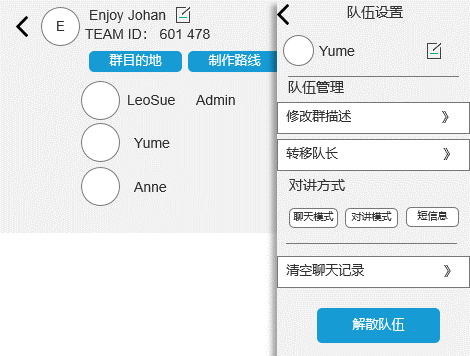 E
Enjoy Johan
TEAM ID： 601 478
群目的地 制作路线
LeoSue Admin
Yume
Anne
队伍设置
Yume
队伍管理
修改群描述 》
转移队长 》
对讲方式
聊天模式 对讲模式 短信息
清空聊天记录 》
解散队伍